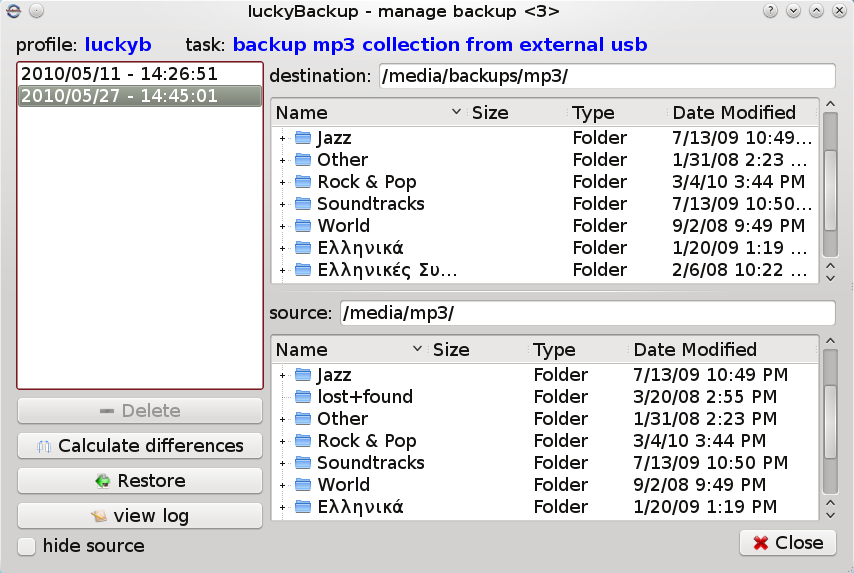 luckyBackup - manage backup <3>
profile: luckyb task: backup mp3 collection from external usb
2010/05/11 - 14:26:51
2010/05/27 - 14:45:01
destination: /media/backups/mp3/
Name Size Type Date Modified
Jazz Folder 7/13/09 10:49...
Other Folder 1/31/08 2:23 ...
Rock & Pop Folder 3/4/10 3:44 PM
Soundtracks Folder 7/13/09 10:50...
World Folder 9/2/08 9:49 PM
Ελληνικά Folder 1/20/09 1:19 ...
Ελληνικές Συ... Folder 2/6/08 10:22 ...
source: /media/mp3/
Name Size Type Date Modified
Jazz Folder 7/13/09 10:49 PM
lost+found Folder 3/20/08 2:55 PM
Other Folder 1/31/08 2:23 PM
Rock & Pop Folder 3/4/10 3:44 PM
Soundtracks Folder 7/13/09 10:50 PM
World Folder 9/2/08 9:49 PM
Ελληνικά Folder 1/20/09 1:19 PM
Delete
Calculate differences
Restore
view log
hide source
Close